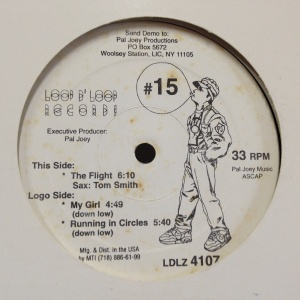 Send Demo to:
Pal Joey Productions
PO Box 5672
Woolsey Station, LIC, NY 11105
LOOP D' LOOP
RECORDS
#15
Executive Producer:
Pal Joey
This Side:
* The Flight 6:10
Sax: Tom Smith
Logo Side:
* My Girl 4:49
(down low)
* Running in Circles 5:40
(down low)
33 RPM
Pal Joey Music
ASCAP
Mfg. & Dist. in the USA
by MTI (718) 886-61-99
LDLZ 4107